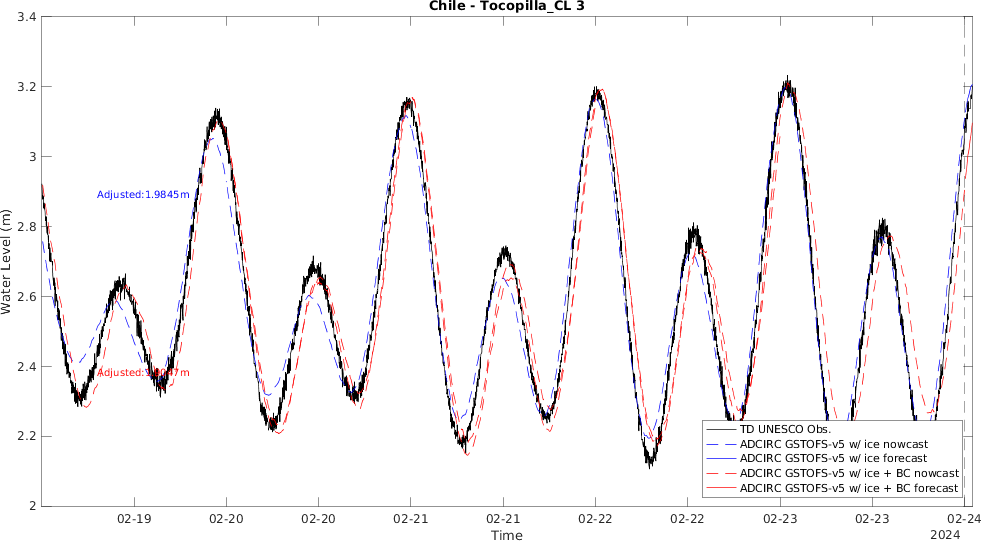 Chile - Tocopilla_CL 3
3.4
3.2
3
2.8
2.6
2.4
2.2
2
Water Level (m)
Adjusted:1.9845m
TD UNESCO Obs.
ADCIRC GSTOFS-v5 w/ ice nowcast
ADCIRC GSTOFS-v5 w/ ice forecast
ADCIRC GSTOFS-v5 w/ ice + BC nowcast
ADCIRC GSTOFS-v5 w/ ice + BC forecast
02-19
02-20
02-20
02-21
02-21
02-22
02-22
02-23
02-23
02-24
Time
2024